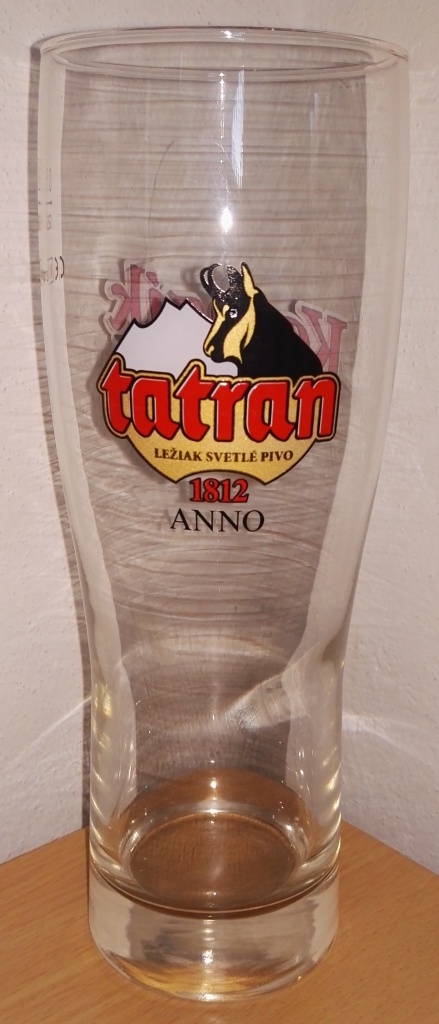 tatran
LEŽIAK SVETLÉ PIVO
1812
ANNO